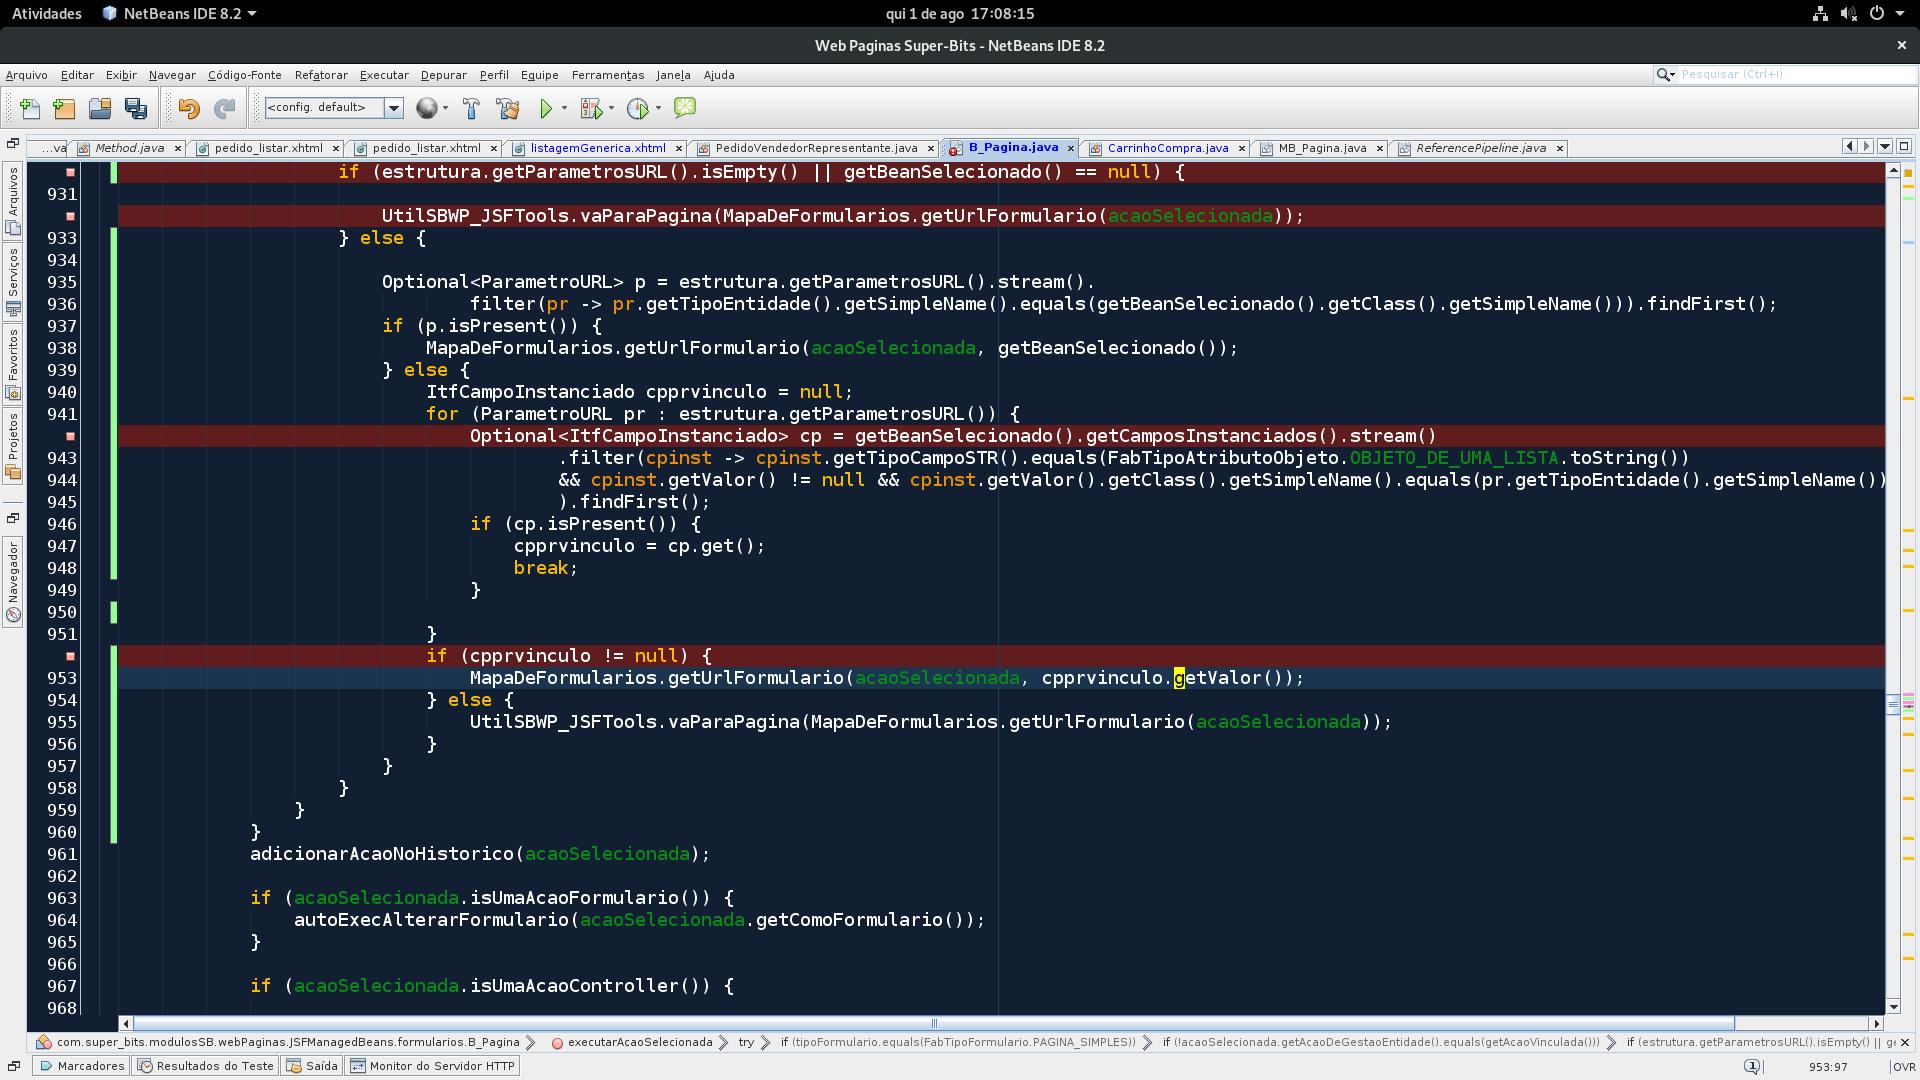 Atividades NetBeans IDE 8.2 qui 1 de ago 17:08:15
Web Paginas Super-Bits - NetBeans IDE 8.2
Arquivo Editar Exibir Navegar Código-Fonte Refatorar Executar Depurar Perfil Equipe Ferramentas Janela Ajuda Pesquisar (Ctrl+I)
<config. default>
...va Method.java pedido_listar.xhtml pedido_listar.xhtml listagemGenerica.xhtml PedidoVendedorRepresentante.java B_Pagina.java CarrinhoCompra.java MB_Pagina.java ReferencePipeline.java
Arquivos
Serviços
Favoritos
Projetos
Navegador
if (estrutura.getParametrosURL().isEmpty() || getBeanSelecionado() == null) {
931
UtilSBWP_JSFTools.vaParaPagina(MapaDeFormularios.getUrlFormulario(acaoSelecionada));
933 } else {
934
935 Optional<ParametroURL> p = estrutura.getParametrosURL().stream().
936 filter(pr -> pr.getTipoEntidade().getSimpleName().equals(getBeanSelecionado().getClass().getSimpleName())).findFirst();
937 if (p.isPresent()) {
938 MapaDeFormularios.getUrlFormulario(acaoSelecionada, getBeanSelecionado());
939 } else {
940 ItfCampoInstanciado cpprvinculo = null;
941 for (ParametroURL pr : estrutura.getParametrosURL()) {
Optional<ItfCampoInstanciado> cp = getBeanSelecionado().getCamposInstanciados().stream()
943 .filter(cpinst -> cpinst.getTipoCampoSTR().equals(FabTipoAtributoObjeto.OBJETO_DE_UMA_LISTA.toString())
944 && cpinst.getValor() != null && cpinst.getValor().getClass().getSimpleName().equals(pr.getTipoEntidade().getSimpleName())
945 ).findFirst();
946 if (cp.isPresent()) {
947 cpprvinculo = cp.get();
948 break;
949 }
950
951 }
if (cpprvinculo != null) {
953 MapaDeFormularios.getUrlFormulario(acaoSelecionada, cpprvinculo.getValor());
954 } else {
955 UtilSBWP_JSFTools.vaParaPagina(MapaDeFormularios.getUrlFormulario(acaoSelecionada));
956 }
957 }
958 }
959 }
960 }
961 adicionarAcaoNoHistorico(acaoSelecionada);
962
963 if (acaoSelecionada.isUmaAcaoFormulario()) {
964 autoExecAlterarFormulario(acaoSelecionada.getComoFormulario());
965 }
966
967 if (acaoSelecionada.isUmaAcaoController()) {
968
com.super_bits.modulosSB.webPaginas.JSFManagedBeans.formularios.B_Pagina executarAcaoSelecionada try if (tipoFormulario.equals(FabTipoFormulario.PAGINA_SIMPLES)) if (!acaoSelecionada.getAcaoDeGestaoEntidade().equals(getAcaoVinculada())) if (estrutura.getParametrosURL().isEmpty() || ge
Marcadores Resultados do Teste Saída Monitor do Servidor HTTP 1 953:97 OVR